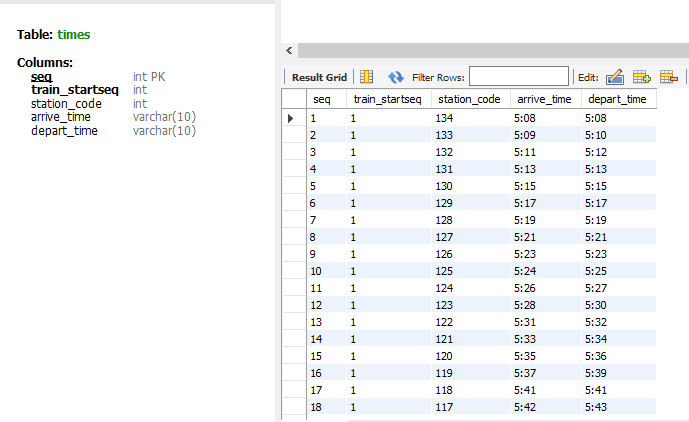 Table: times
Columns:
seq int PK
train_startseq int
station_code int
arrive_time varchar(10)
depart_time varchar(10)
Result Grid Filter Rows: Edit:
seq train_startseq station_code arrive_time depart_time
1 1 134 5:08 5:08
2 1 133 5:09 5:10
3 1 132 5:11 5:12
4 1 131 5:13 5:13
5 1 130 5:15 5:15
6 1 129 5:17 5:17
7 1 128 5:19 5:19
8 1 127 5:21 5:21
9 1 126 5:23 5:23
10 1 125 5:24 5:25
11 1 124 5:26 5:27
12 1 123 5:28 5:30
13 1 122 5:31 5:32
14 1 121 5:33 5:34
15 1 120 5:35 5:36
16 1 119 5:37 5:39
17 1 118 5:41 5:41
18 1 117 5:42 5:43